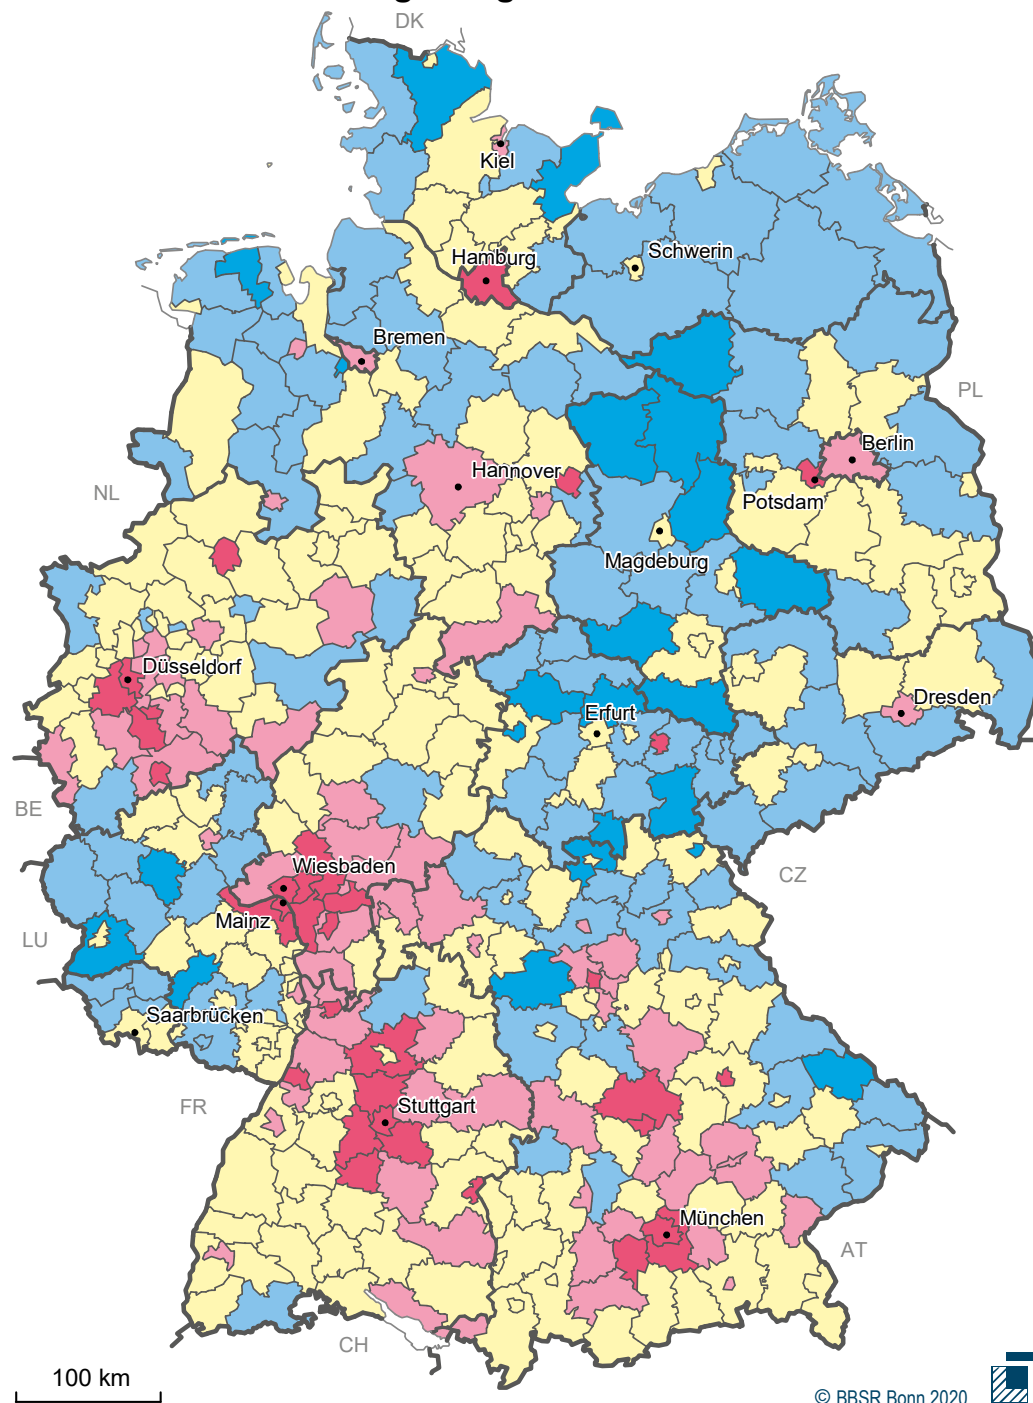 DK
Kiel
Hamburg
Schwerin
Bremen
PL
Hannover
Berlin
NL
Potsdam
Magdeburg
Düsseldorf
Erfurt
Dresden
BE
Wiesbaden
CZ
Mainz
LU
Saarbrücken
FR
Stuttgart
München
AT
CH
100 km
© BBSR Bonn 2020